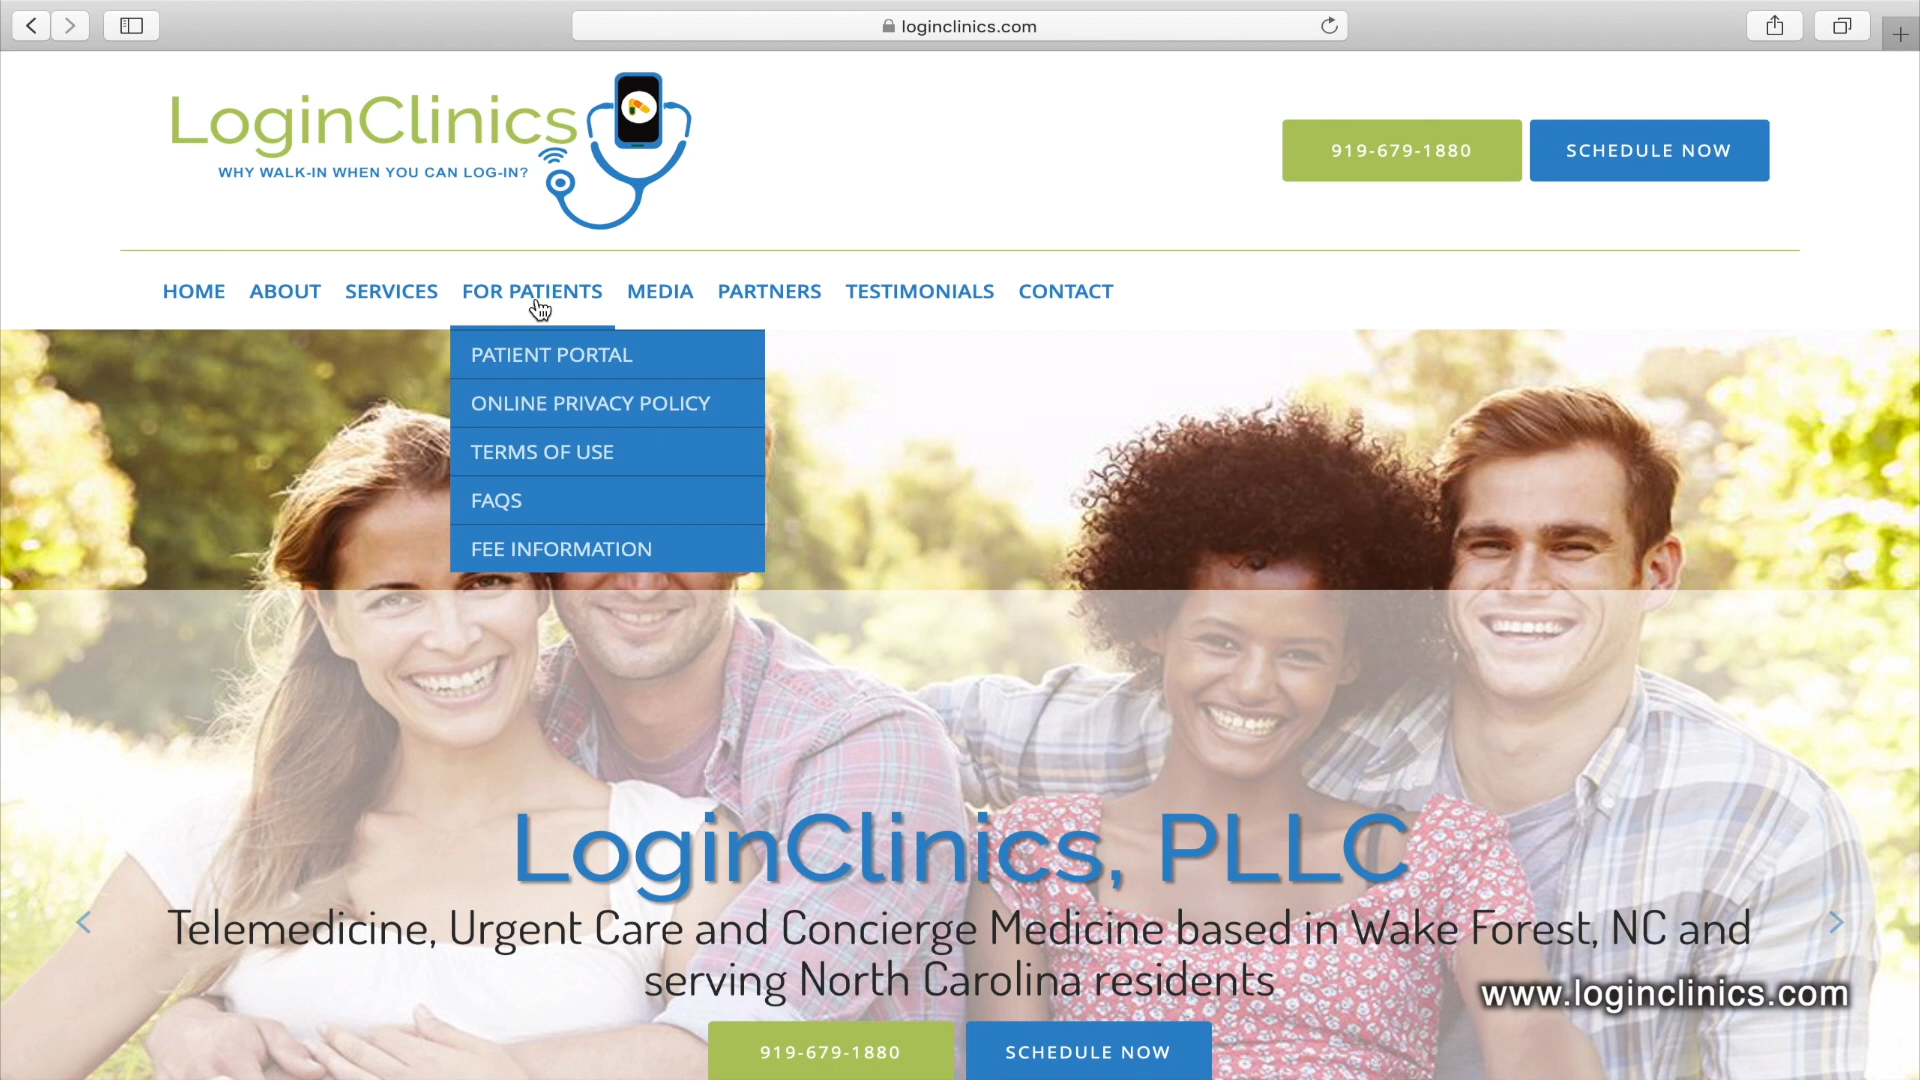 loginclinics.com
LoginClinics
WHY WALK-IN WHEN YOU CAN LOG-IN?
919-679-1880
SCHEDULE NOW
HOME ABOUT SERVICES FOR PATIENTS MEDIA PARTNERS TESTIMONIALS CONTACT
PATIENT PORTAL
ONLINE PRIVACY POLICY
TERMS OF USE
FAQS
FEE INFORMATION
LoginClinics, PLLC
Telemedicine, Urgent Care and Concierge Medicine based in Wake Forest, NC and
serving North Carolina residents
www.loginclinics.com
919-679-1880
SCHEDULE NOW